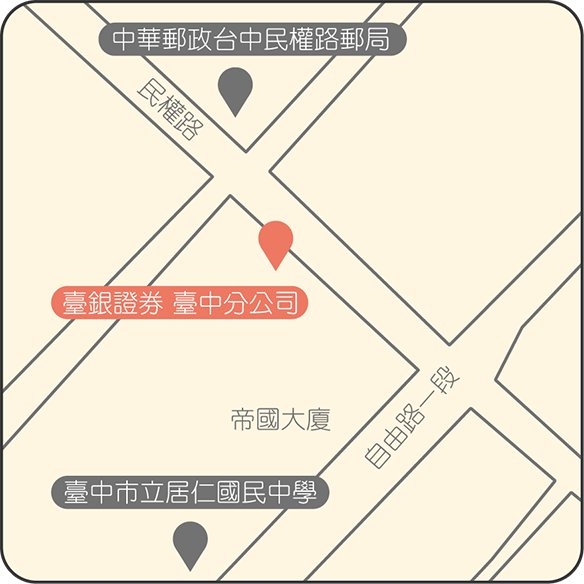 中華郵政台中民權路郵局
民權路
臺銀證券 臺中分公司
自由路一段
帝國大廈
臺中市立居仁國民中學